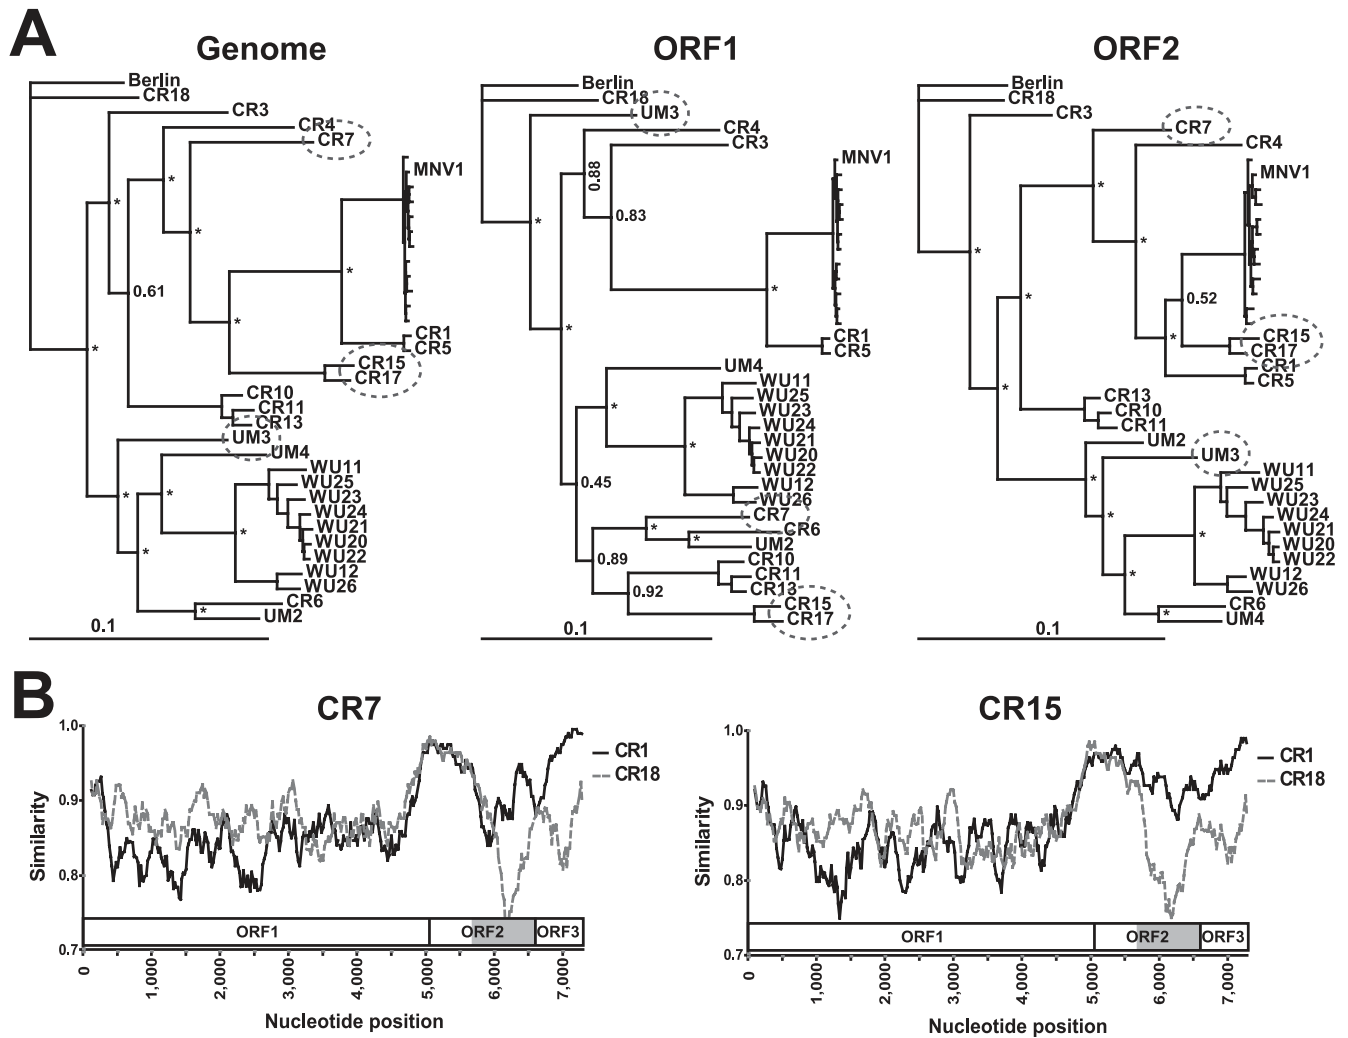 A
Genome
ORF1
ORF2
Berlin
CR18
CR3
CR4
CR7
MNV1
*
*
*
*
0.61
*
*
CR1
CR5
CR15
CR17
CR10
CR11
CR13
UM3
UM4
WU11
WU25
WU23
WU24
WU21
WU20
WU22
WU12
WU26
CR6
UM2
*
*
*
*
*
0.1
Berlin
CR18
UM3
CR4
CR3
MNV1
0.88
0.83
*
*
*
CR1
CR5
UM4
WU11
WU25
WU23
WU24
WU21
WU20
WU22
WU12
WU26
CR7
CR6
UM2
CR10
CR11
CR13
CR15
CR17
*
*
0.45
*
*
0.89
0.92
0.1
Berlin
CR18
CR3
CR7
CR4
MNV1
*
*
*
*
0.52
*
*
CR15
CR17
CR1
CR5
CR13
CR10
CR11
UM2
UM3
WU11
WU25
WU23
WU24
WU21
WU20
WU22
WU12
WU26
CR6
UM4
*
*
*
*
*
0.1
B
CR7
1.0
0.9
0.8
0.7
Similarity
CR1
CR18
ORF1
ORF2
ORF3
0
1,000
2,000
3,000
4,000
5,000
6,000
7,000
Nucleotide position
CR15
1.0
0.9
0.8
0.7
Similarity
CR1
CR18
ORF1
ORF2
ORF3
0
1,000
2,000
3,000
4,000
5,000
6,000
7,000
Nucleotide position